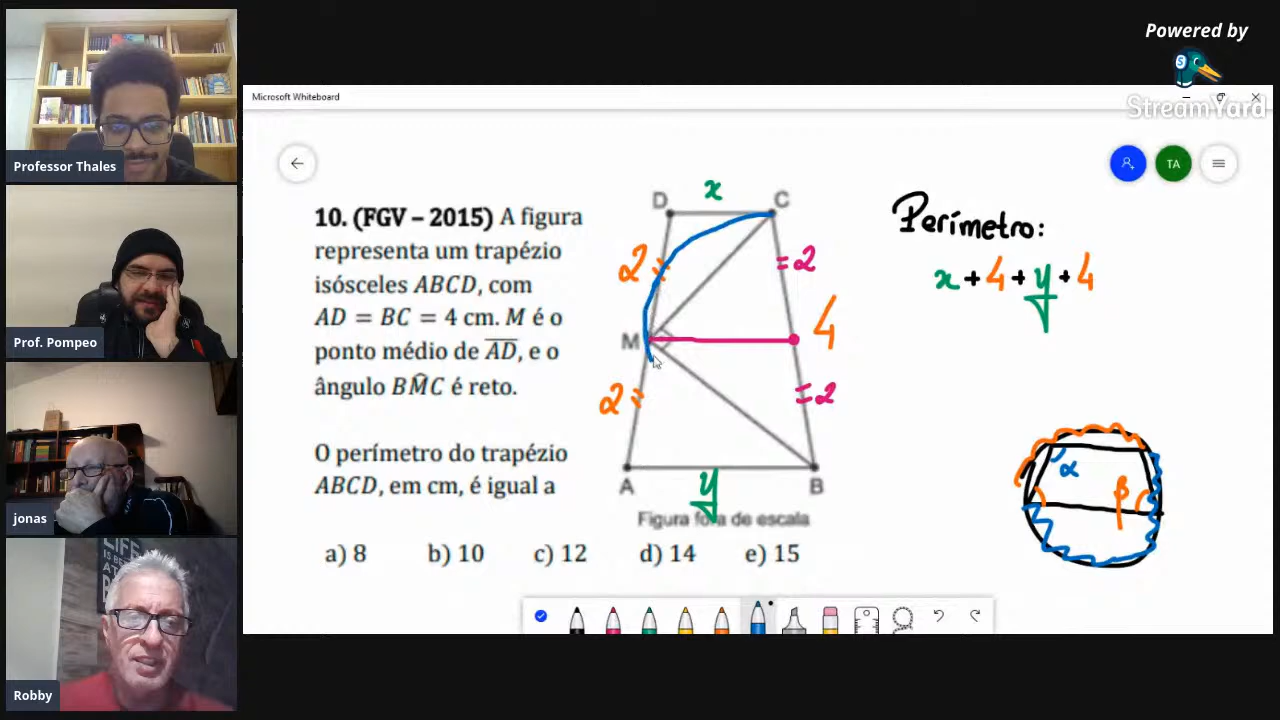 Powered by
StreamYard
Microsoft Whiteboard
TA
Professor Thales
Prof. Pompeo
jonas
Robby
10. (FGV – 2015) A figura
representa um trapézio
isósceles ABCD, com
AD = BC = 4 cm. M é o
ponto médio de AD, e o
ângulo BM̂C é reto.
O perímetro do trapézio
ABCD, em cm, é igual a
a) 8 b) 10 c) 12 d) 14 e) 15
x
D C
2 2
M 4
2 2
A y B
Figura fora de escala
Perímetro:
x + 4 + y + 4
α
β